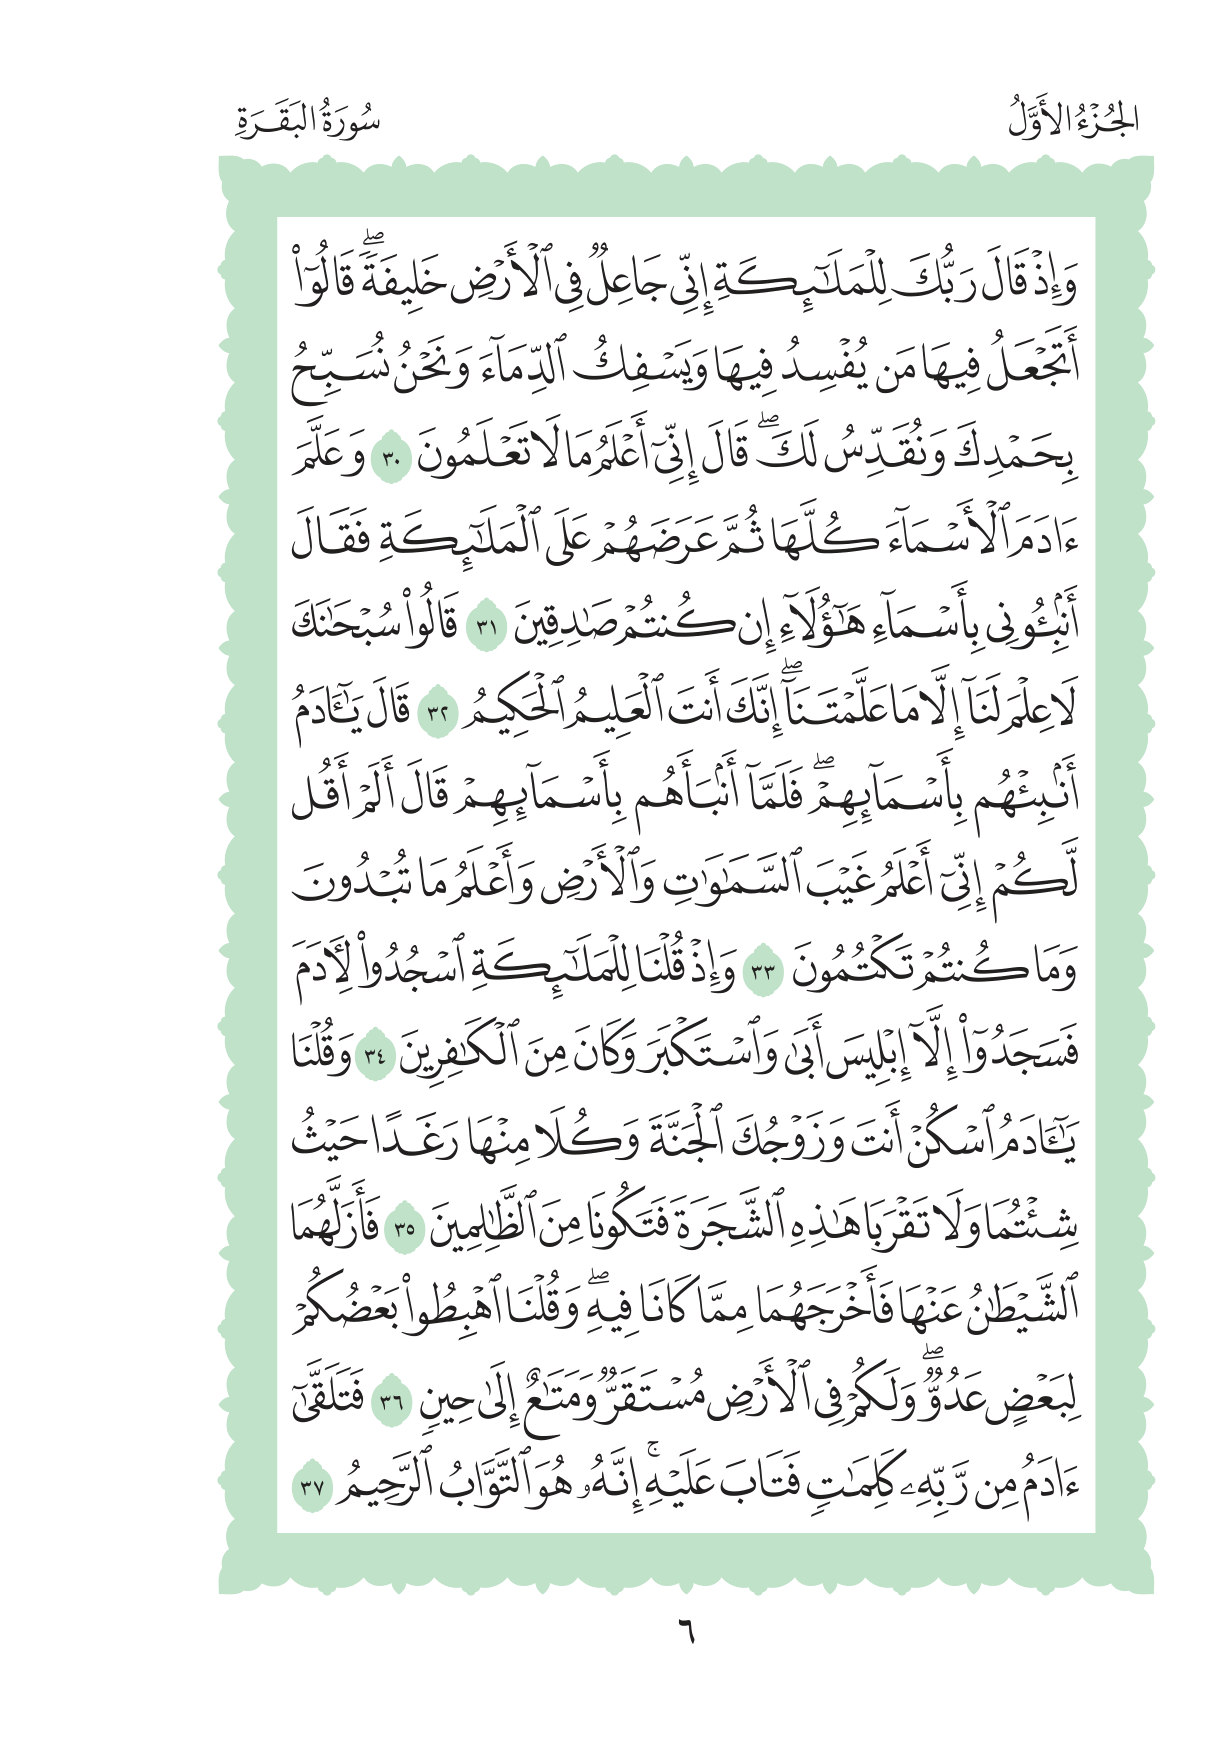 الجُزْءُ الأَوَّلُ
سُورَةُ البَقَرَةِ
وَإِذْ قَالَ رَبُّكَ لِلْمَلَٰٓئِكَةِ إِنِّى جَاعِلٌ فِى ٱلْأَرْضِ خَلِيفَةً ۖ قَالُوٓا۟
أَتَجْعَلُ فِيهَا مَن يُفْسِدُ فِيهَا وَيَسْفِكُ ٱلدِّمَآءَ وَنَحْنُ نُسَبِّحُ
بِحَمْدِكَ وَنُقَدِّسُ لَكَ ۖ قَالَ إِنِّىٓ أَعْلَمُ مَا لَا تَعْلَمُونَ ٣٠ وَعَلَّمَ
ءَادَمَ ٱلْأَسْمَآءَ كُلَّهَا ثُمَّ عَرَضَهُمْ عَلَى ٱلْمَلَٰٓئِكَةِ فَقَالَ
أَنۢبِـُٔونِى بِأَسْمَآءِ هَٰٓؤُلَآءِ إِن كُنتُمْ صَٰدِقِينَ ٣١ قَالُوا۟ سُبْحَٰنَكَ
لَا عِلْمَ لَنَآ إِلَّا مَا عَلَّمْتَنَآ ۖ إِنَّكَ أَنتَ ٱلْعَلِيمُ ٱلْحَكِيمُ ٣٢ قَالَ يَٰٓـَٔادَمُ
أَنۢبِئْهُم بِأَسْمَآئِهِمْ ۖ فَلَمَّآ أَنۢبَأَهُم بِأَسْمَآئِهِمْ قَالَ أَلَمْ أَقُل
لَّكُمْ إِنِّىٓ أَعْلَمُ غَيْبَ ٱلسَّمَٰوَٰتِ وَٱلْأَرْضِ وَأَعْلَمُ مَا تُبْدُونَ
وَمَا كُنتُمْ تَكْتُمُونَ ٣٣ وَإِذْ قُلْنَا لِلْمَلَٰٓئِكَةِ ٱسْجُدُوا۟ لِـَٔادَمَ
فَسَجَدُوٓا۟ إِلَّآ إِبْلِيسَ أَبَىٰ وَٱسْتَكْبَرَ وَكَانَ مِنَ ٱلْكَٰفِرِينَ ٣٤ وَقُلْنَا
يَٰٓـَٔادَمُ ٱسْكُنْ أَنتَ وَزَوْجُكَ ٱلْجَنَّةَ وَكُلَا مِنْهَا رَغَدًا حَيْثُ
شِئْتُمَا وَلَا تَقْرَبَا هَٰذِهِ ٱلشَّجَرَةَ فَتَكُونَا مِنَ ٱلظَّٰلِمِينَ ٣٥ فَأَزَلَّهُمَا
ٱلشَّيْطَٰنُ عَنْهَا فَأَخْرَجَهُمَا مِمَّا كَانَا فِيهِ ۖ وَقُلْنَا ٱهْبِطُوا۟ بَعْضُكُمْ
لِبَعْضٍ عَدُوٌّ ۖ وَلَكُمْ فِى ٱلْأَرْضِ مُسْتَقَرٌّ وَمَتَٰعٌ إِلَىٰ حِينٍ ٣٦ فَتَلَقَّىٰٓ
ءَادَمُ مِن رَّبِّهِۦ كَلِمَٰتٍ فَتَابَ عَلَيْهِ ۚ إِنَّهُۥ هُوَ ٱلتَّوَّابُ ٱلرَّحِيمُ ٣٧
٦